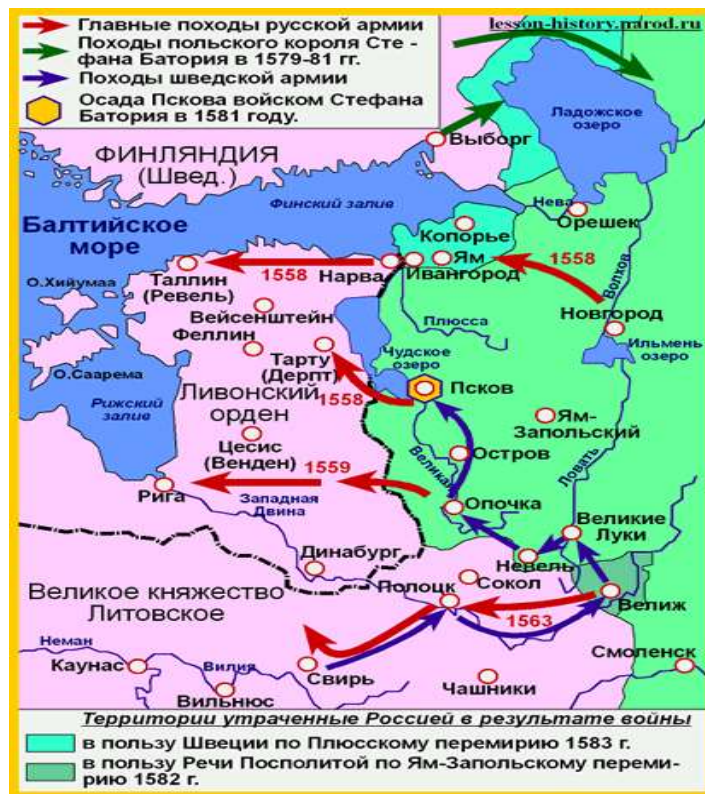 lesson-history.narod.ru
Главные походы русской армии
Походы польского короля Сте -
фана Батория в 1579-81 гг.
Походы шведской армии
Осада Пскова войском Стефана
Батория в 1581 году.
Ладожское
озеро
Выборг
ФИНЛЯНДИЯ
(Швед.)
Финский залив
Нева
Орешек
Балтийское
море
Копорье
Ям
Таллин
(Ревель)
1558
Нарва
Ивангород
1558
Волхов
О.Хийумаа
Вейсенштейн
Плюсса
Новгород
Феллин
Ильмень
озеро
Тарту
(Дерпт)
Чудское
озеро
О.Саарема
Псков
1558
Рижский
залив
Ливонский
орден
Ям-
Запольский
Цесис
(Венден)
Остров
Великая
Ловать
1559
Рига
Западная
Двина
Опочка
Великие
Луки
Динабург
Невель
Сокол
Полоцк
Велиж
Великое княжество
Литовское
1563
Неман
Каунас
Вилия
Свирь
Смоленск
Вильнюс
Чашники
Территории утраченные Россией в результате войны
в пользу Швеции по Плюсскому перемирию 1583 г.
в пользу Речи Посполитой по Ям-Запольскому переми-
рию 1582 г.